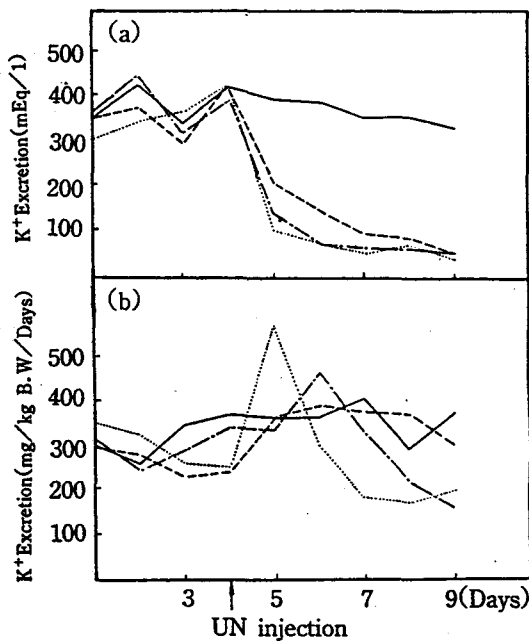 (a)
500
400
300
200
100
K⁺Excretion(mEq/1)
(b)
500
400
300
200
100
K⁺Excretion(mg/kg B.W/Days)
3 5 7 9(Days)
UN injection